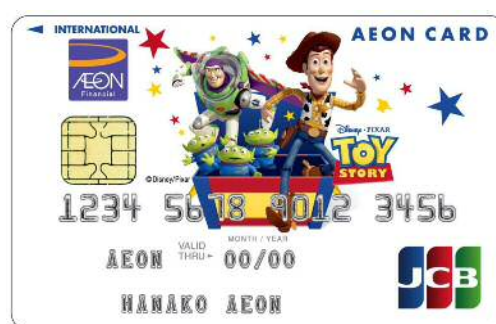 INTERNATIONAL
AEON CARD
ÆON
Financial
Disney·PIXAR
TOY
STORY
©Disney/Pixar
1234 5678 9012 3456
MONTH / YEAR
AEON VALID THRU 00/00
HANAKO AEON
JCB